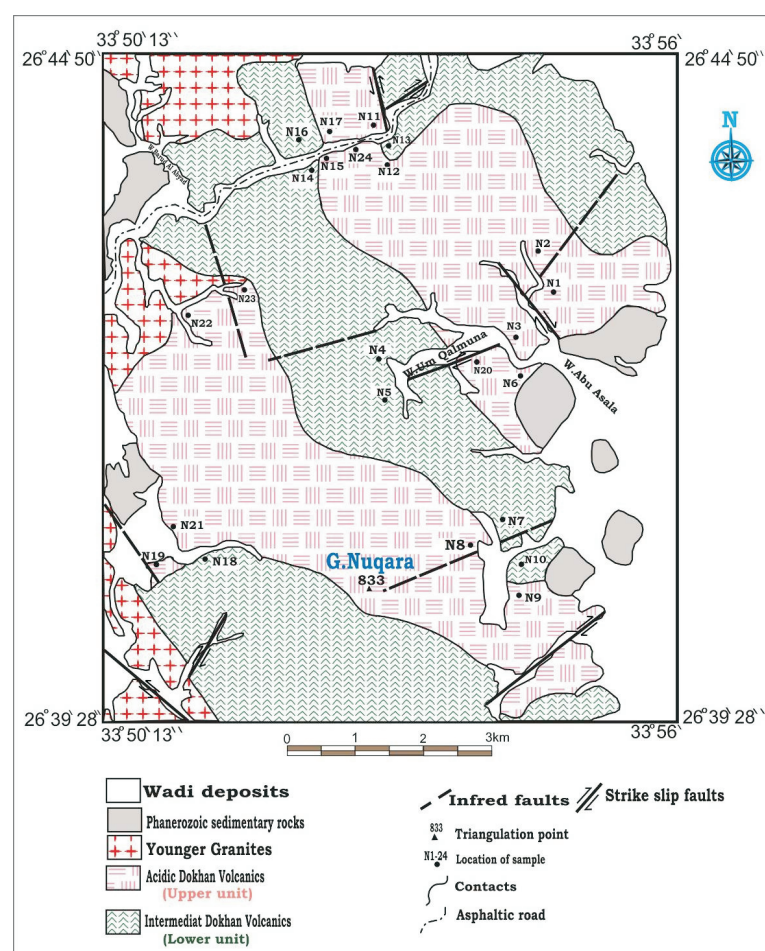 33° 50' 13''
33° 56'
26° 44' 50''
26° 44' 50''
N
N11
N17
N16
N13
N24
N15
N12
N14
N2
N1
N23
N22
N3
N4
W.Um Qalmuna
N20
N6
W.Abu Asala
N5
N7
N21
N8
G.Nuqara
N19
N18
N10
833
N9
26° 39' 28''
26° 39' 28''
33° 50' 13''
33° 56'
0 1 2 3km
Wadi deposits
Phanerozoic sedimentary rocks
Younger Granites
Acidic Dokhan Volcanics
(Upper unit)
Intermediat Dokhan Volcanics
(Lower unit)
Infred faults
Strike slip faults
833
Triangulation point
N1-24
Location of sample
Contacts
Asphaltic road